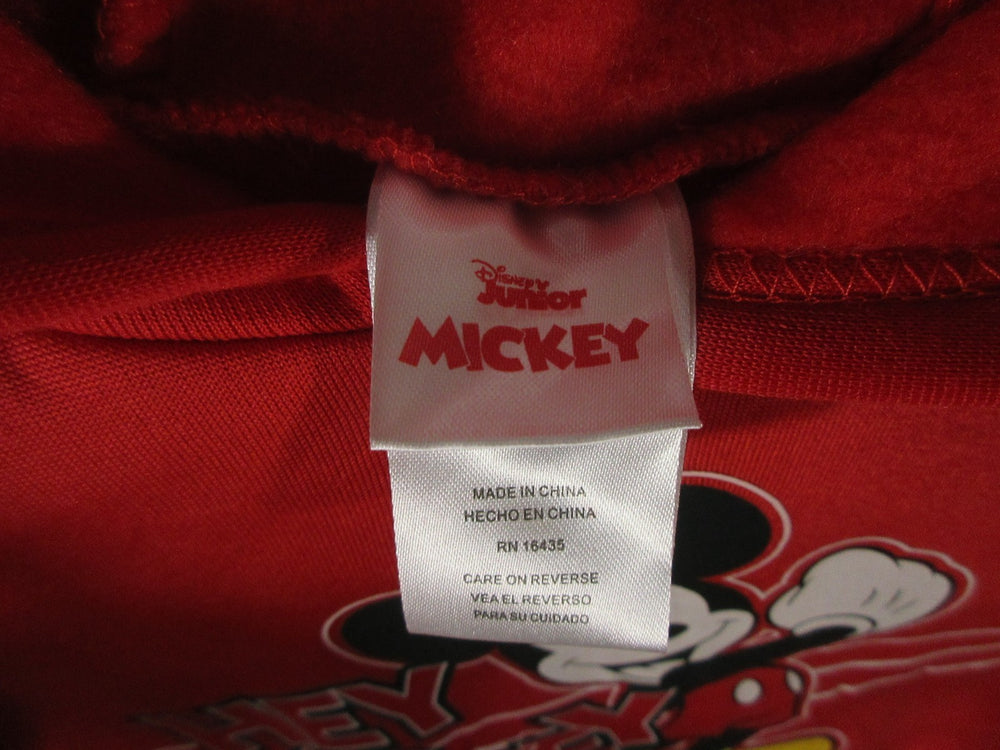 Disney
Junior
MICKEY
MADE IN CHINA
HECHO EN CHINA
RN 16435
CARE ON REVERSE
VEA EL REVERSO
PARA SU CUIDADO
HEY